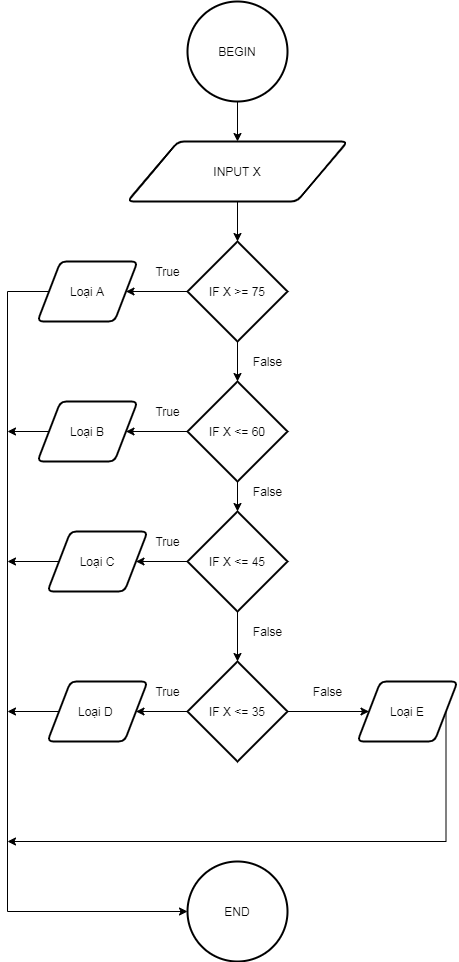 BEGIN
INPUT X
True
Loại A
IF X >= 75
False
True
Loại B
IF X <= 60
False
True
Loại C
IF X <= 45
False
True
False
Loại D
IF X <= 35
Loại E
END